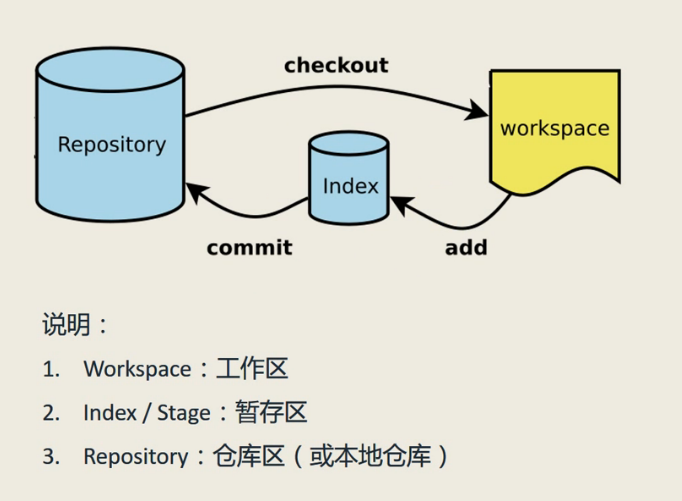 checkout
Repository
workspace
Index
commit
add
说明：
1. Workspace：工作区
2. Index / Stage：暂存区
3. Repository：仓库区（或本地仓库）